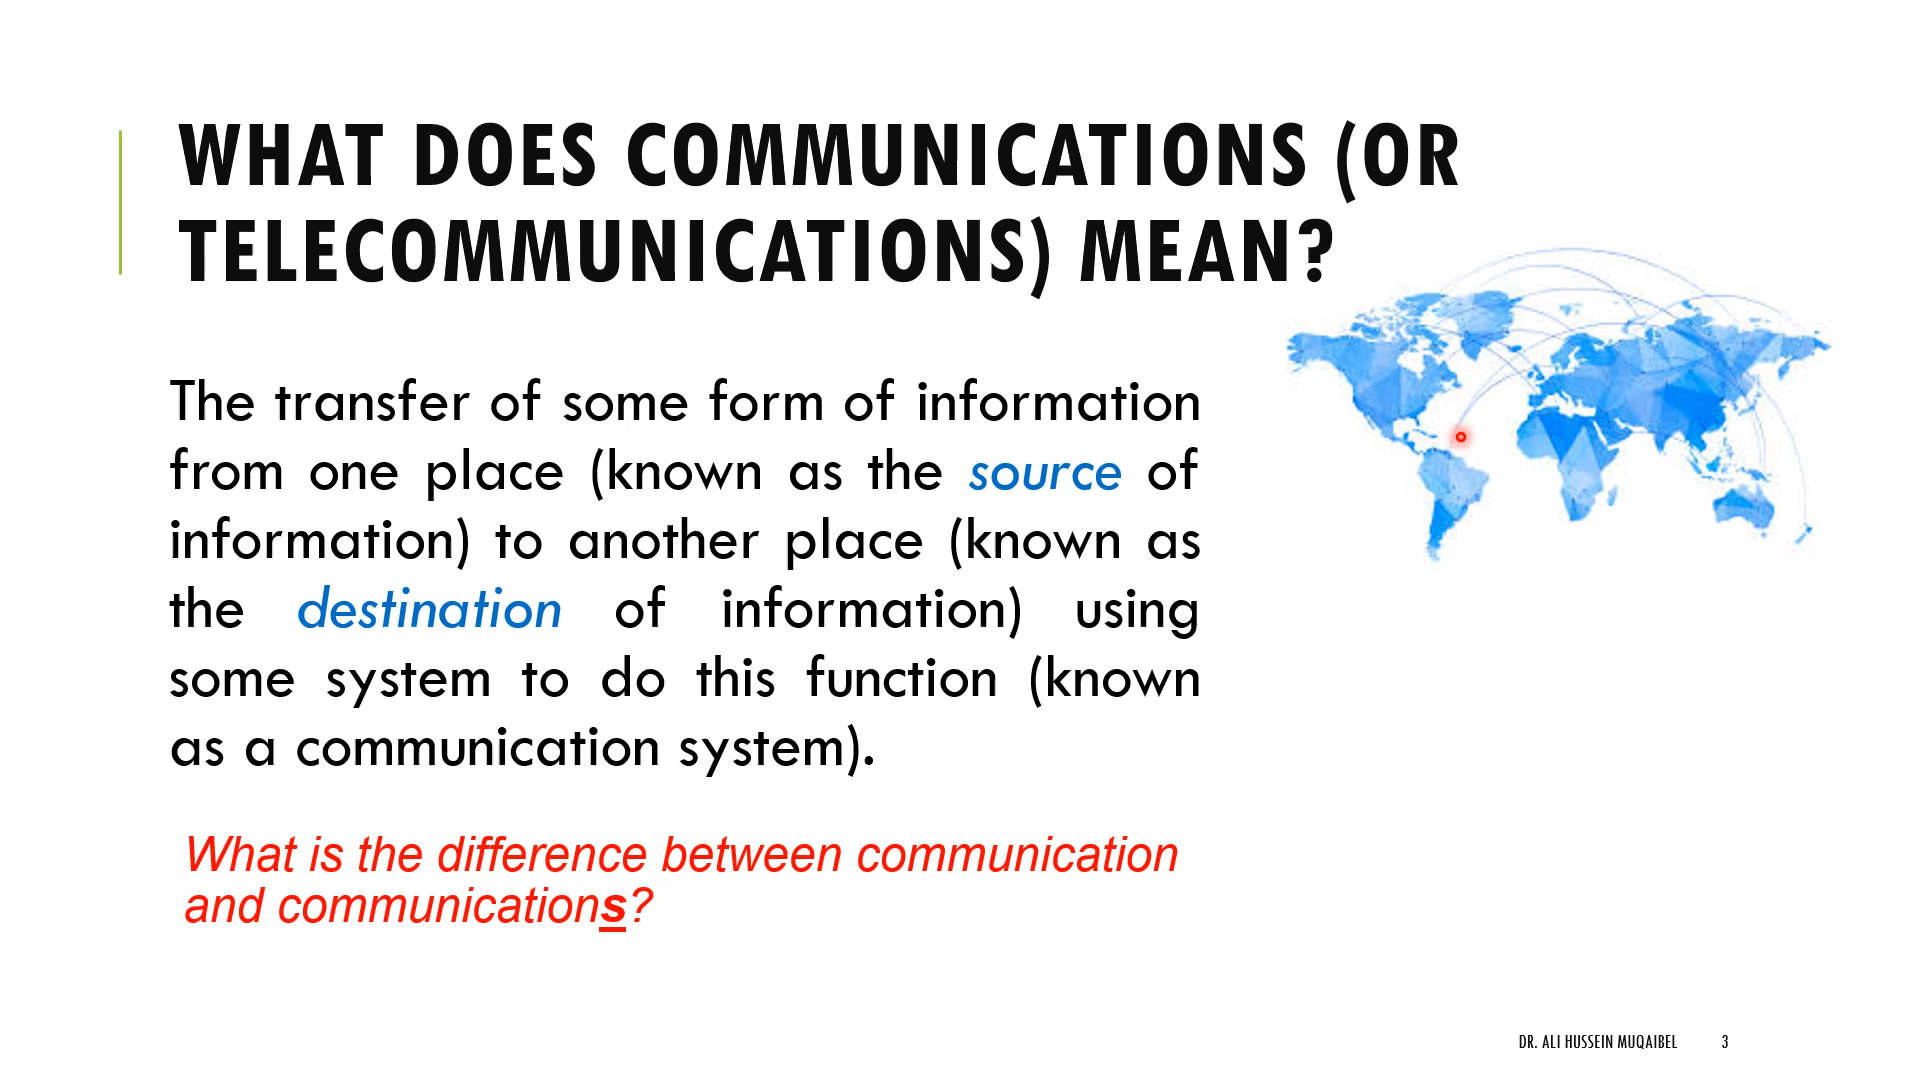 WHAT DOES COMMUNICATIONS (OR
TELECOMMUNICATIONS) MEAN?
The transfer of some form of information
from one place (known as the source of
information) to another place (known as
the destination of information) using
some system to do this function (known
as a communication system).
What is the difference between communication
and communications?
DR. ALI HUSSEIN MUQAIBEL 3